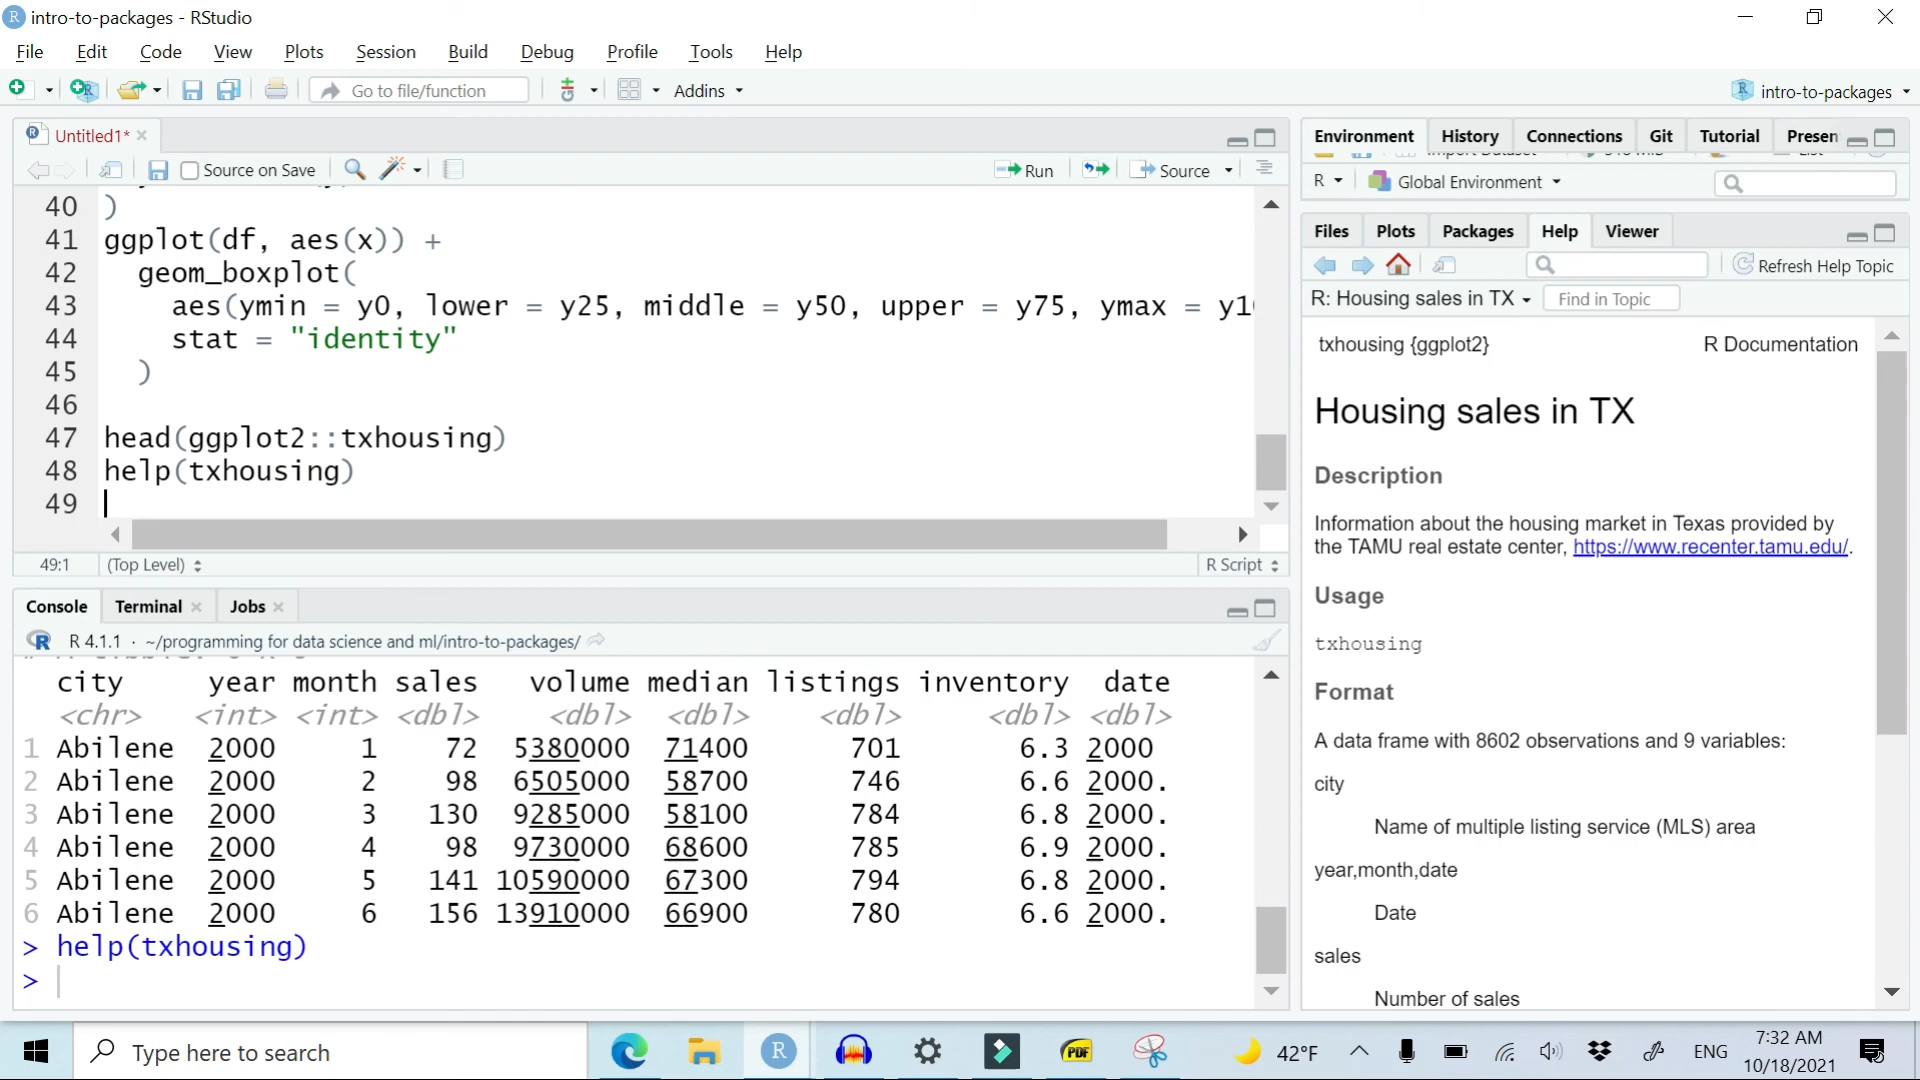 intro-to-packages - RStudio
File Edit Code View Plots Session Build Debug Profile Tools Help
Go to file/function Addins intro-to-packages
Untitled1*
Source on Save Run Source
40 )
41 ggplot(df, aes(x)) +
42 geom_boxplot(
43 aes(ymin = y0, lower = y25, middle = y50, upper = y75, ymax = y1
44 stat = "identity"
45 )
46
47 head(ggplot2::txhousing)
48 help(txhousing)
49
49:1 (Top Level) R Script
Console Terminal Jobs
R 4.1.1 · ~/programming for data science and ml/intro-to-packages/
city year month sales volume median listings inventory date
<chr> <int> <int> <dbl> <dbl> <dbl> <dbl> <dbl> <dbl>
1 Abilene 2000 1 72 5380000 71400 701 6.3 2000
2 Abilene 2000 2 98 6505000 58700 746 6.6 2000.
3 Abilene 2000 3 130 9285000 58100 784 6.8 2000.
4 Abilene 2000 4 98 9730000 68600 785 6.9 2000.
5 Abilene 2000 5 141 10590000 67300 794 6.8 2000.
6 Abilene 2000 6 156 13910000 66900 780 6.6 2000.
> help(txhousing)
>
Environment History Connections Git Tutorial Presen
R Global Environment
Files Plots Packages Help Viewer
Refresh Help Topic
R: Housing sales in TX Find in Topic
txhousing {ggplot2} R Documentation
Housing sales in TX
Description
Information about the housing market in Texas provided by
the TAMU real estate center, https://www.recenter.tamu.edu/.
Usage
txhousing
Format
A data frame with 8602 observations and 9 variables:
city
Name of multiple listing service (MLS) area
year,month,date
Date
sales
Number of sales
Type here to search
PDF
42°F
ENG
7:32 AM
10/18/2021